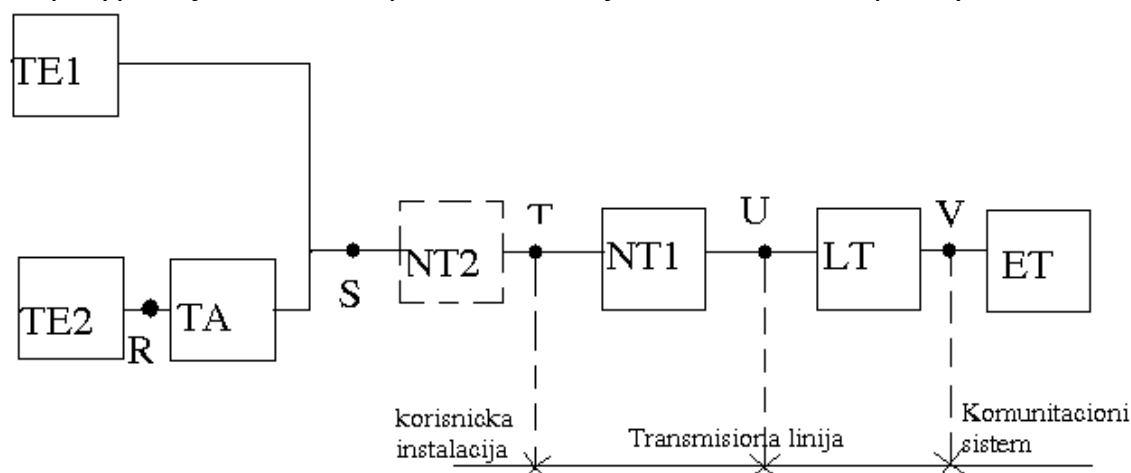 TE1
T
U
V
NT2
NT1
LT
ET
S
TE2
TA
R
korisnicka
instalacija
Transmisiona linija
Komunitacioni
sistem